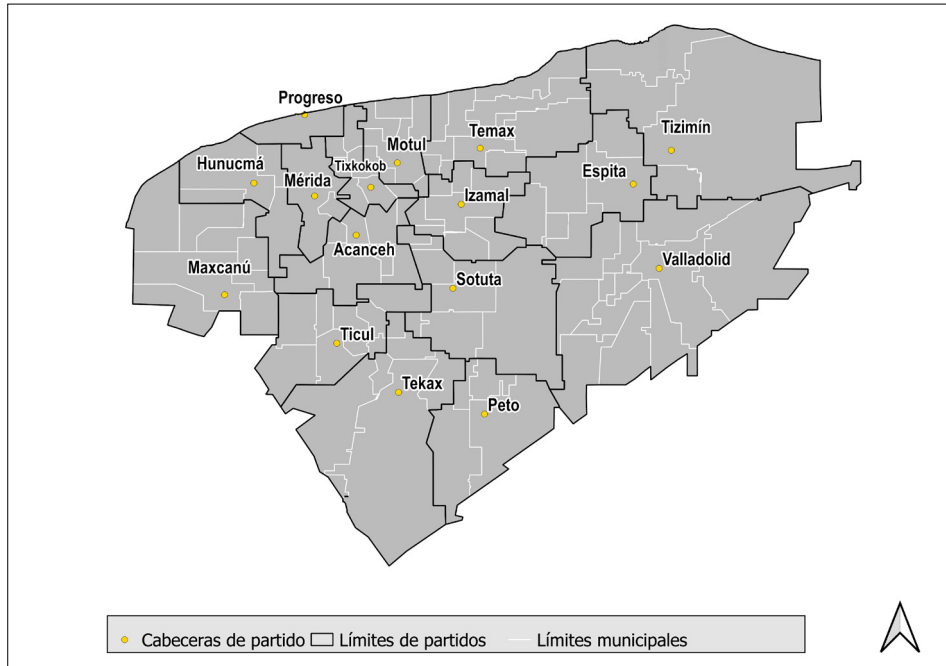 Progreso
Motul
Temax
Tizimín
Hunucmá
Tixkokob
Mérida
Espita
Izamal
Acanceh
Valladolid
Maxcanú
Sotuta
Ticul
Tekax
Peto
Cabeceras de partido Límites de partidos Límites municipales